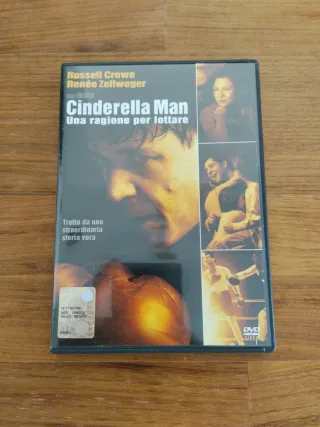 Russell Crowe
Renée Zellweger
Cinderella Man
Una ragione per lottare
Tratto da una
straordinaria
storia vera
DVD